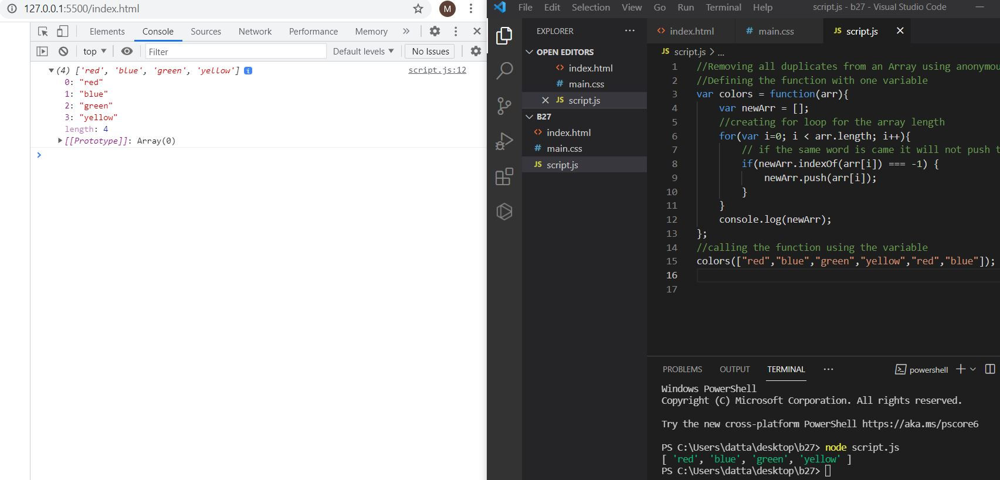 127.0.0.1:5500/index.html
M
Elements Console Sources Network Performance Memory
top Filter Default levels No Issues
(4) ['red', 'blue', 'green', 'yellow'] i script.js:12
0: "red"
1: "blue"
2: "green"
3: "yellow"
length: 4
[[Prototype]]: Array(0)
File Edit Selection View Go Run Terminal Help script.js - b27 - Visual Studio Code
EXPLORER
OPEN EDITORS
index.html
main.css
JS script.js
B27
index.html
main.css
JS script.js
index.html main.css JS script.js
JS script.js > ...
1 //Removing all duplicates from an Array using anonymou
2 //Defining the function with one variable
3 var colors = function(arr){
4 var newArr = [];
5 //creating for loop for the array length
6 for(var i=0; i < arr.length; i++){
7 // if the same word is came it will not push t
8 if(newArr.indexOf(arr[i]) === -1) {
9 newArr.push(arr[i]);
10 }
11 }
12 console.log(newArr);
13 };
14 //calling the function using the variable
15 colors(["red","blue","green","yellow","red","blue"]);
16
17
PROBLEMS OUTPUT TERMINAL ... powershell
Windows PowerShell
Copyright (C) Microsoft Corporation. All rights reserved.
Try the new cross-platform PowerShell https://aka.ms/pscore6
PS C:\Users\datta\desktop\b27> node script.js
[ 'red', 'blue', 'green', 'yellow' ]
PS C:\Users\datta\desktop\b27>